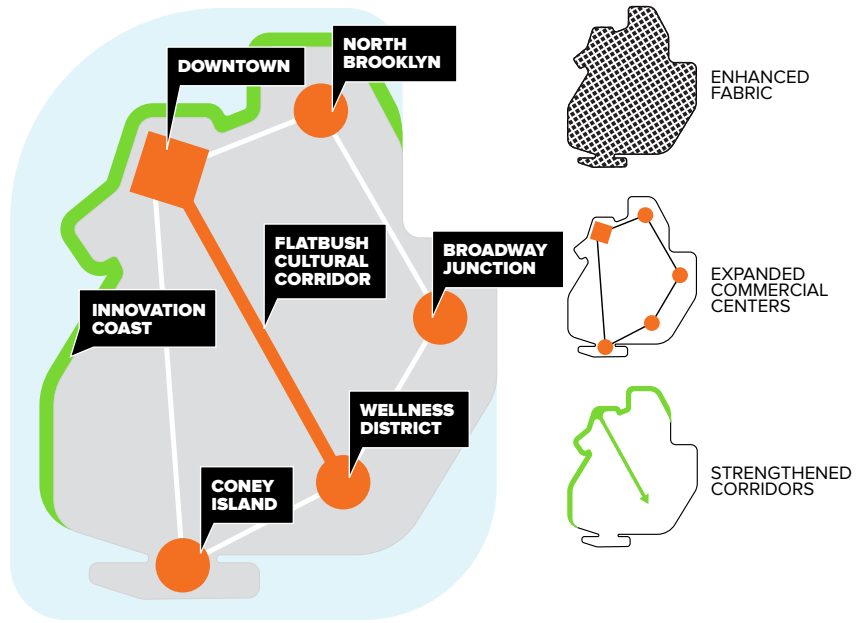 DOWNTOWN
NORTH
BROOKLYN
FLATBUSH
CULTURAL
CORRIDOR
BROADWAY
JUNCTION
INNOVATION
COAST
WELLNESS
DISTRICT
CONEY
ISLAND
ENHANCED
FABRIC
EXPANDED
COMMERCIAL
CENTERS
STRENGTHENED
CORRIDORS